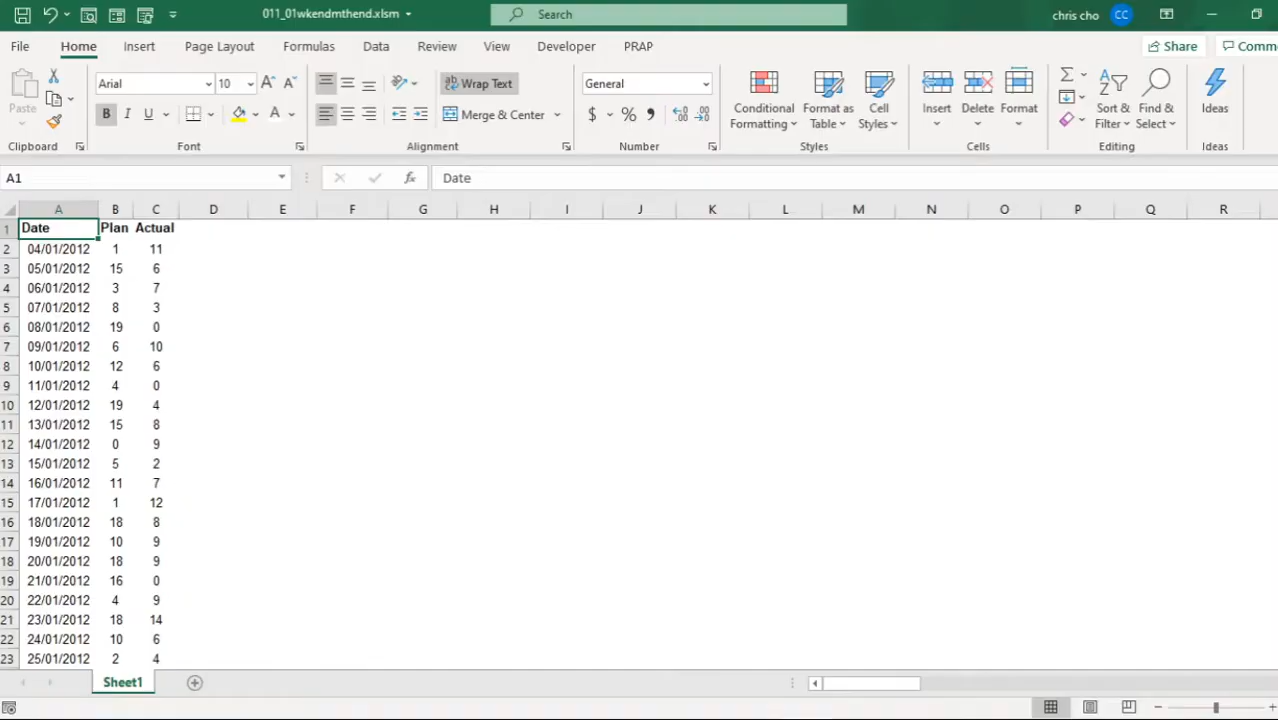 011_01wkendmthend.xlsm
Search
chris cho
CC
File Home Insert Page Layout Formulas Data Review View Developer PRAP Share Comm
Paste
Arial 10
B I U A
Wrap Text
Merge & Center
General
$ % 9
Conditional Formatting
Format as Table
Cell Styles
Insert
Delete
Format
Sort & Filter
Find & Select
Ideas
Clipboard Font Alignment Number Styles Cells Editing Ideas
A1 fx Date
A B C D E F G H I J K L M N O P Q R
1 Date Plan Actual
2 04/01/2012 1 11
3 05/01/2012 15 6
4 06/01/2012 3 7
5 07/01/2012 8 3
6 08/01/2012 19 0
7 09/01/2012 6 10
8 10/01/2012 12 6
9 11/01/2012 4 0
10 12/01/2012 19 4
11 13/01/2012 15 8
12 14/01/2012 0 9
13 15/01/2012 5 2
14 16/01/2012 11 7
15 17/01/2012 1 12
16 18/01/2012 18 8
17 19/01/2012 10 9
18 20/01/2012 18 9
19 21/01/2012 16 0
20 22/01/2012 4 9
21 23/01/2012 18 14
22 24/01/2012 10 6
23 25/01/2012 2 4
Sheet1